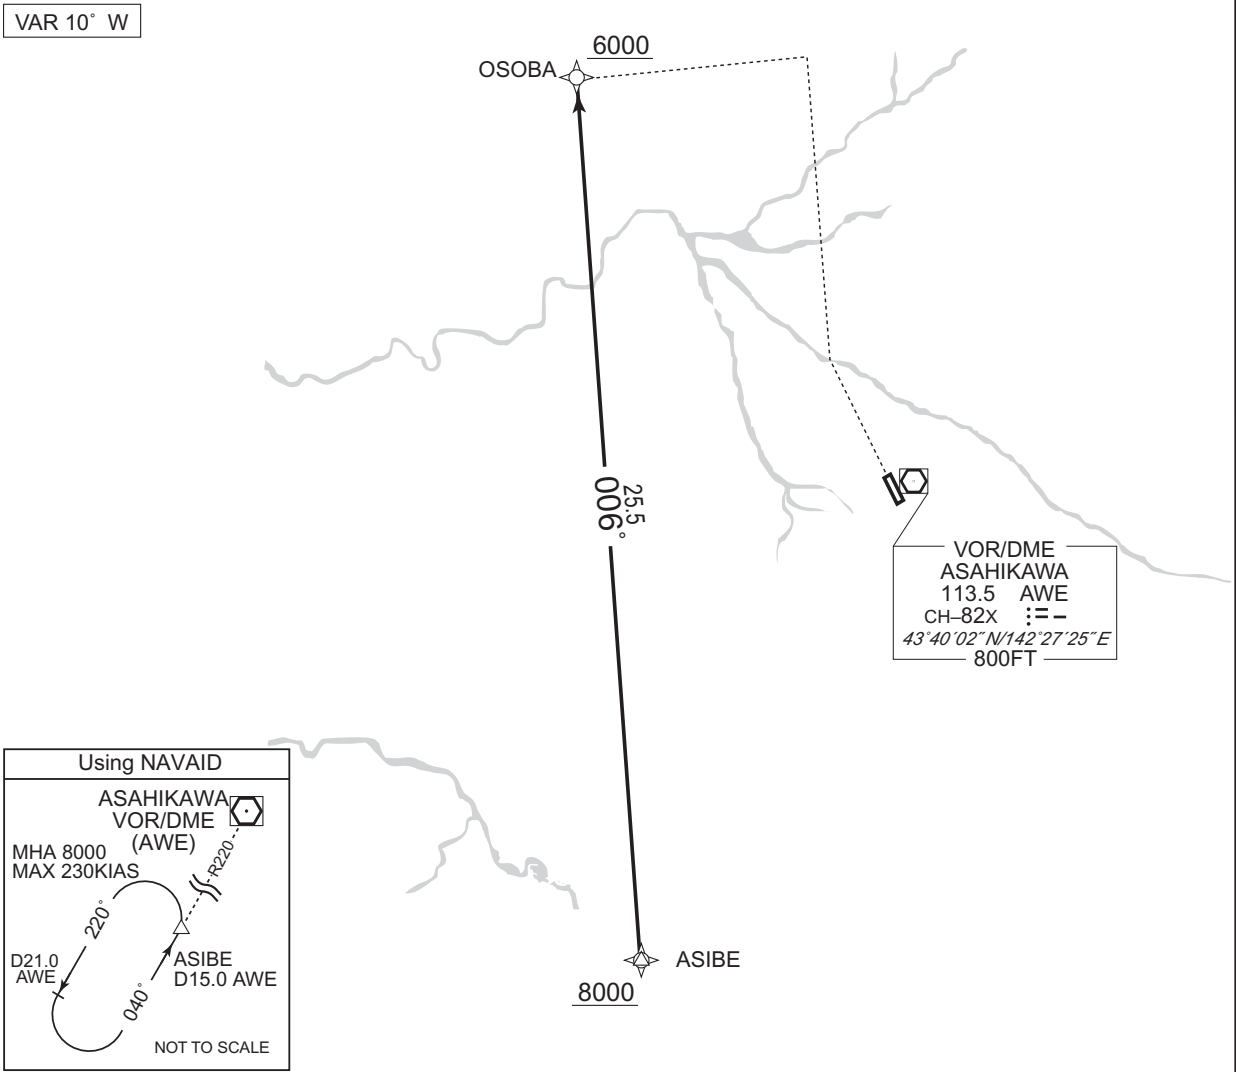 VAR 10° W
6000
OSOBA
25.5
006°
VOR/DME
ASAHIKAWA
113.5 AWE
CH–82X
43°40´02˝N/142°27´25˝E
800FT
ASIBE
8000
Using NAVAID
ASAHIKAWA
VOR/DME
(AWE)
MHA 8000
MAX 230KIAS
R220
220°
D21.0
AWE
ASIBE
D15.0 AWE
040°
NOT TO SCALE